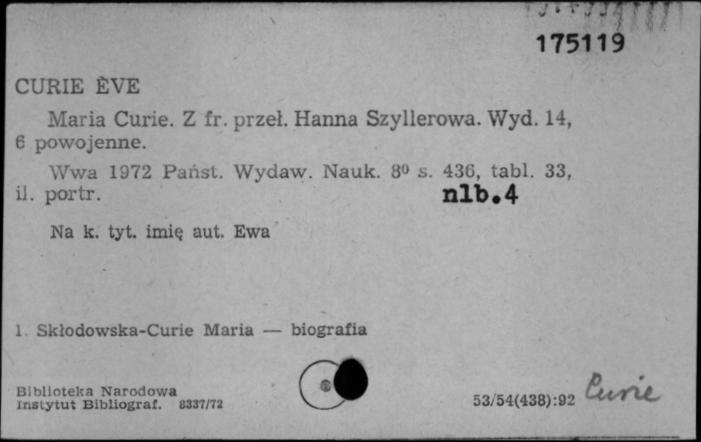 175119
CURIE ÈVE
Maria Curie. Z fr. przeł. Hanna Szyllerowa. Wyd. 14,
6 powojenne.
Wwa 1972 Państ. Wydaw. Nauk. 8⁰ s. 436, tabl. 33,
il. portr. nlb.4
Na k. tyt. imię aut. Ewa
1. Skłodowska-Curie Maria — biografia
Biblioteka Narodowa
Instytut Bibliograf. 8337/72
53/54(438):92 Curie